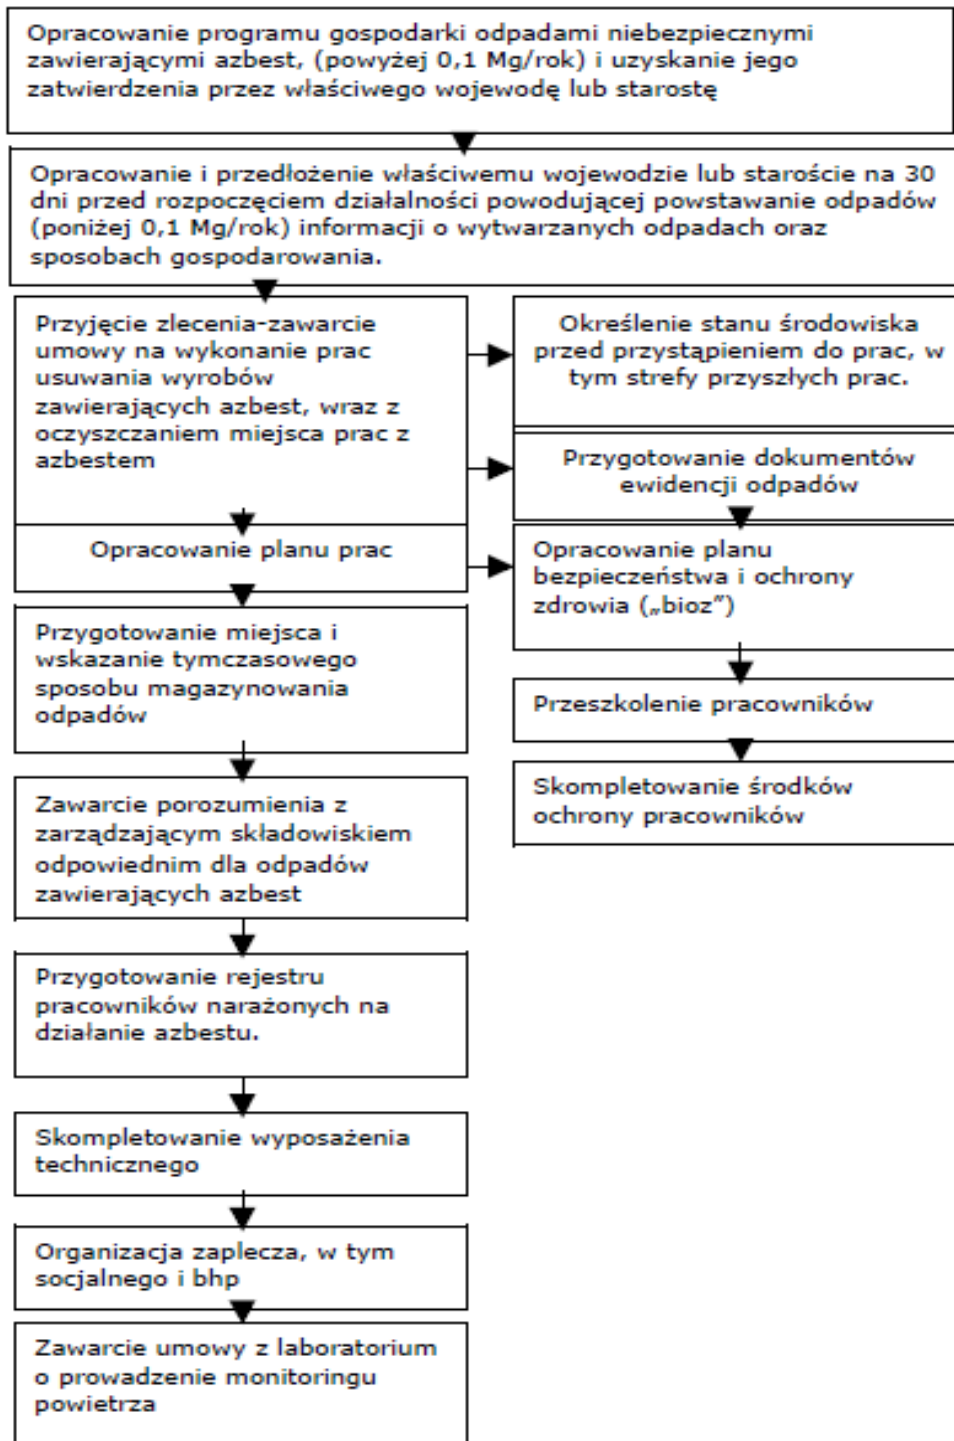 Opracowanie programu gospodarki odpadami niebezpiecznymi
zawierającymi azbest, (powyżej 0,1 Mg/rok) i uzyskanie jego
zatwierdzenia przez właściwego wojewodę lub starostę
Opracowanie i przedłożenie właściwemu wojewodzie lub staroście na 30
dni przed rozpoczęciem działalności powodującej powstawanie odpadów
(poniżej 0,1 Mg/rok) informacji o wytwarzanych odpadach oraz
sposobach gospodarowania.
Przyjęcie zlecenia-zawarcie
umowy na wykonanie prac
usuwania wyrobów
zawierających azbest, wraz z
oczyszczaniem miejsca prac z
azbestem
Określenie stanu środowiska
przed przystąpieniem do prac, w
tym strefy przyszłych prac.
Przygotowanie dokumentów
ewidencji odpadów
Opracowanie planu prac
Opracowanie planu
bezpieczeństwa i ochrony
zdrowia („bioz”)
Przygotowanie miejsca i
wskazanie tymczasowego
sposobu magazynowania
odpadów
Przeszkolenie pracowników
Skompletowanie środków
ochrony pracowników
Zawarcie porozumienia z
zarządzającym składowiskiem
odpowiednim dla odpadów
zawierających azbest
Przygotowanie rejestru
pracowników narażonych na
działanie azbestu.
Skompletowanie wyposażenia
technicznego
Organizacja zaplecza, w tym
socjalnego i bhp
Zawarcie umowy z laboratorium
o prowadzenie monitoringu
powietrza